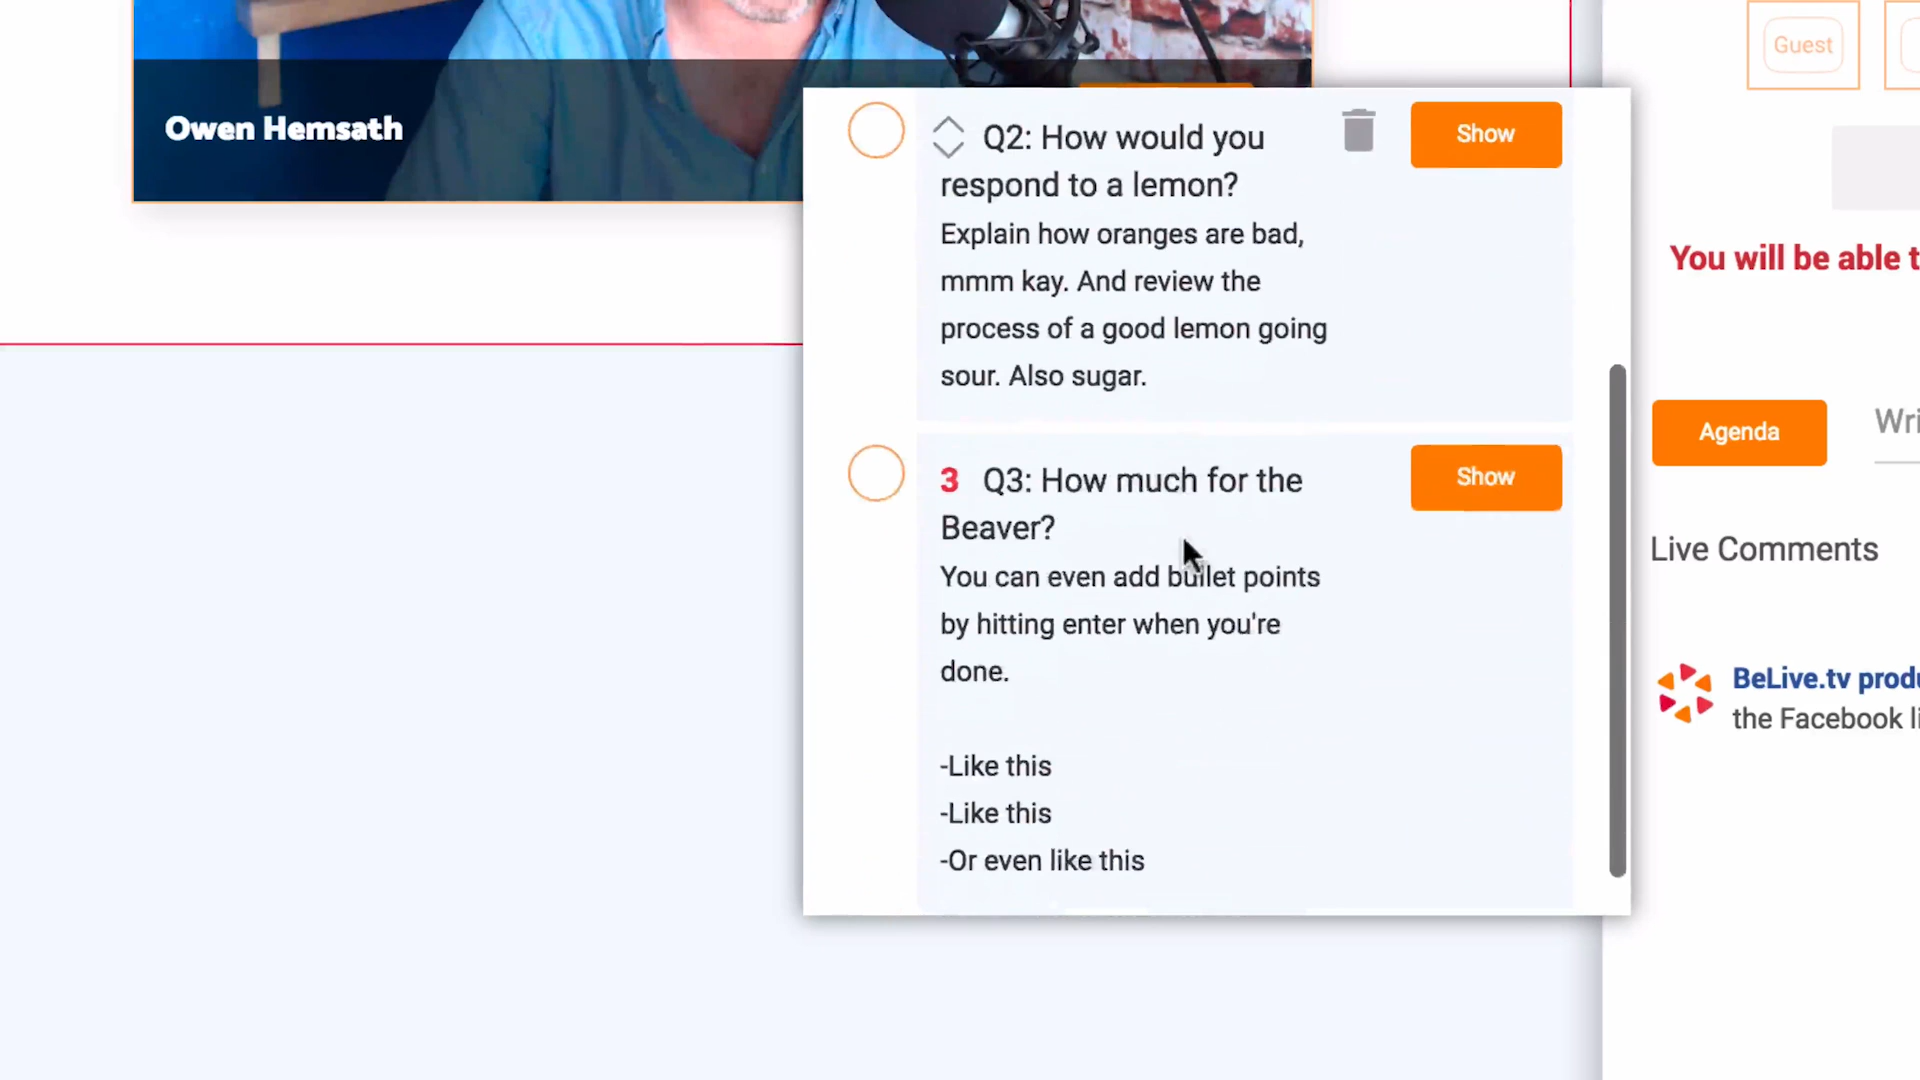 Owen Hemsath
Q2: How would you
respond to a lemon?
Explain how oranges are bad,
mmm kay. And review the
process of a good lemon going
sour. Also sugar.
Show
3 Q3: How much for the
Beaver?
You can even add bullet points
by hitting enter when you're
done.
-Like this
-Like this
-Or even like this
Show
Guest
You will be able t
Agenda
Wri
Live Comments
BeLive.tv produ
the Facebook li